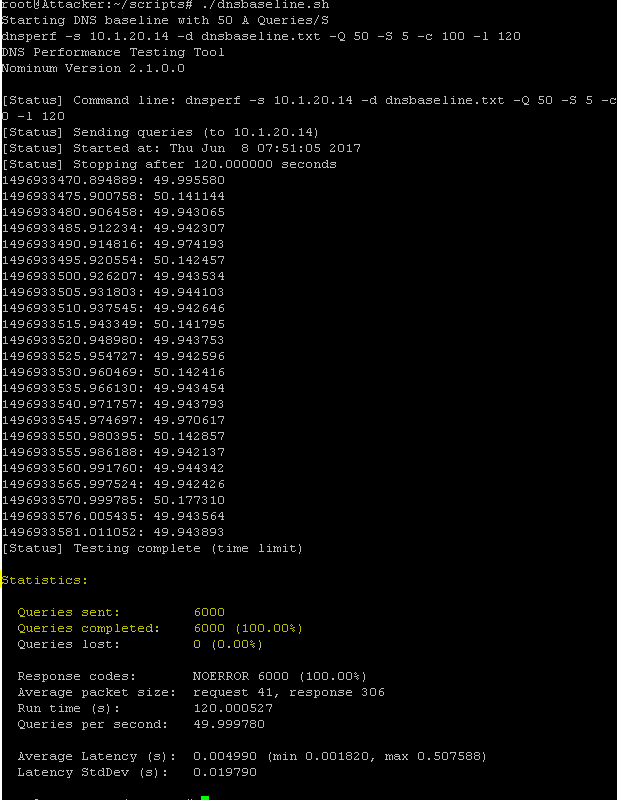 root@Attacker:~/scripts# ./dnsbaseline.sh
Starting DNS baseline with 50 A Queries/S
dnsperf -s 10.1.20.14 -d dnsbaseline.txt -Q 50 -S 5 -c 100 -l 120
DNS Performance Testing Tool
Nominum Version 2.1.0.0
[Status] Command line: dnsperf -s 10.1.20.14 -d dnsbaseline.txt -Q 50 -S 5 -c
0 -l 120
[Status] Sending queries (to 10.1.20.14)
[Status] Started at: Thu Jun  8 07:51:05 2017
[Status] Stopping after 120.000000 seconds
1496933470.894889: 49.995580
1496933475.900758: 50.141144
1496933480.906458: 49.943065
1496933485.912234: 49.942307
1496933490.914816: 49.974193
1496933495.920554: 50.142457
1496933500.926207: 49.943534
1496933505.931803: 49.944103
1496933510.937545: 49.942646
1496933515.943349: 50.141795
1496933520.948980: 49.943753
1496933525.954727: 49.942596
1496933530.960469: 50.142416
1496933535.966130: 49.943454
1496933540.971757: 49.943793
1496933545.974697: 49.970617
1496933550.980395: 50.142857
1496933555.986188: 49.942137
1496933560.991760: 49.944342
1496933565.997524: 49.942426
1496933570.999785: 50.177310
1496933576.005435: 49.943564
1496933581.011052: 49.943893
[Status] Testing complete (time limit)
Statistics:
Queries sent:         6000
Queries completed:    6000 (100.00%)
Queries lost:         0 (0.00%)
Response codes:       NOERROR 6000 (100.00%)
Average packet size:  request 41, response 306
Run time (s):         120.000527
Queries per second:   49.999780
Average Latency (s):  0.004990 (min 0.001820, max 0.507588)
Latency StdDev (s):   0.019790